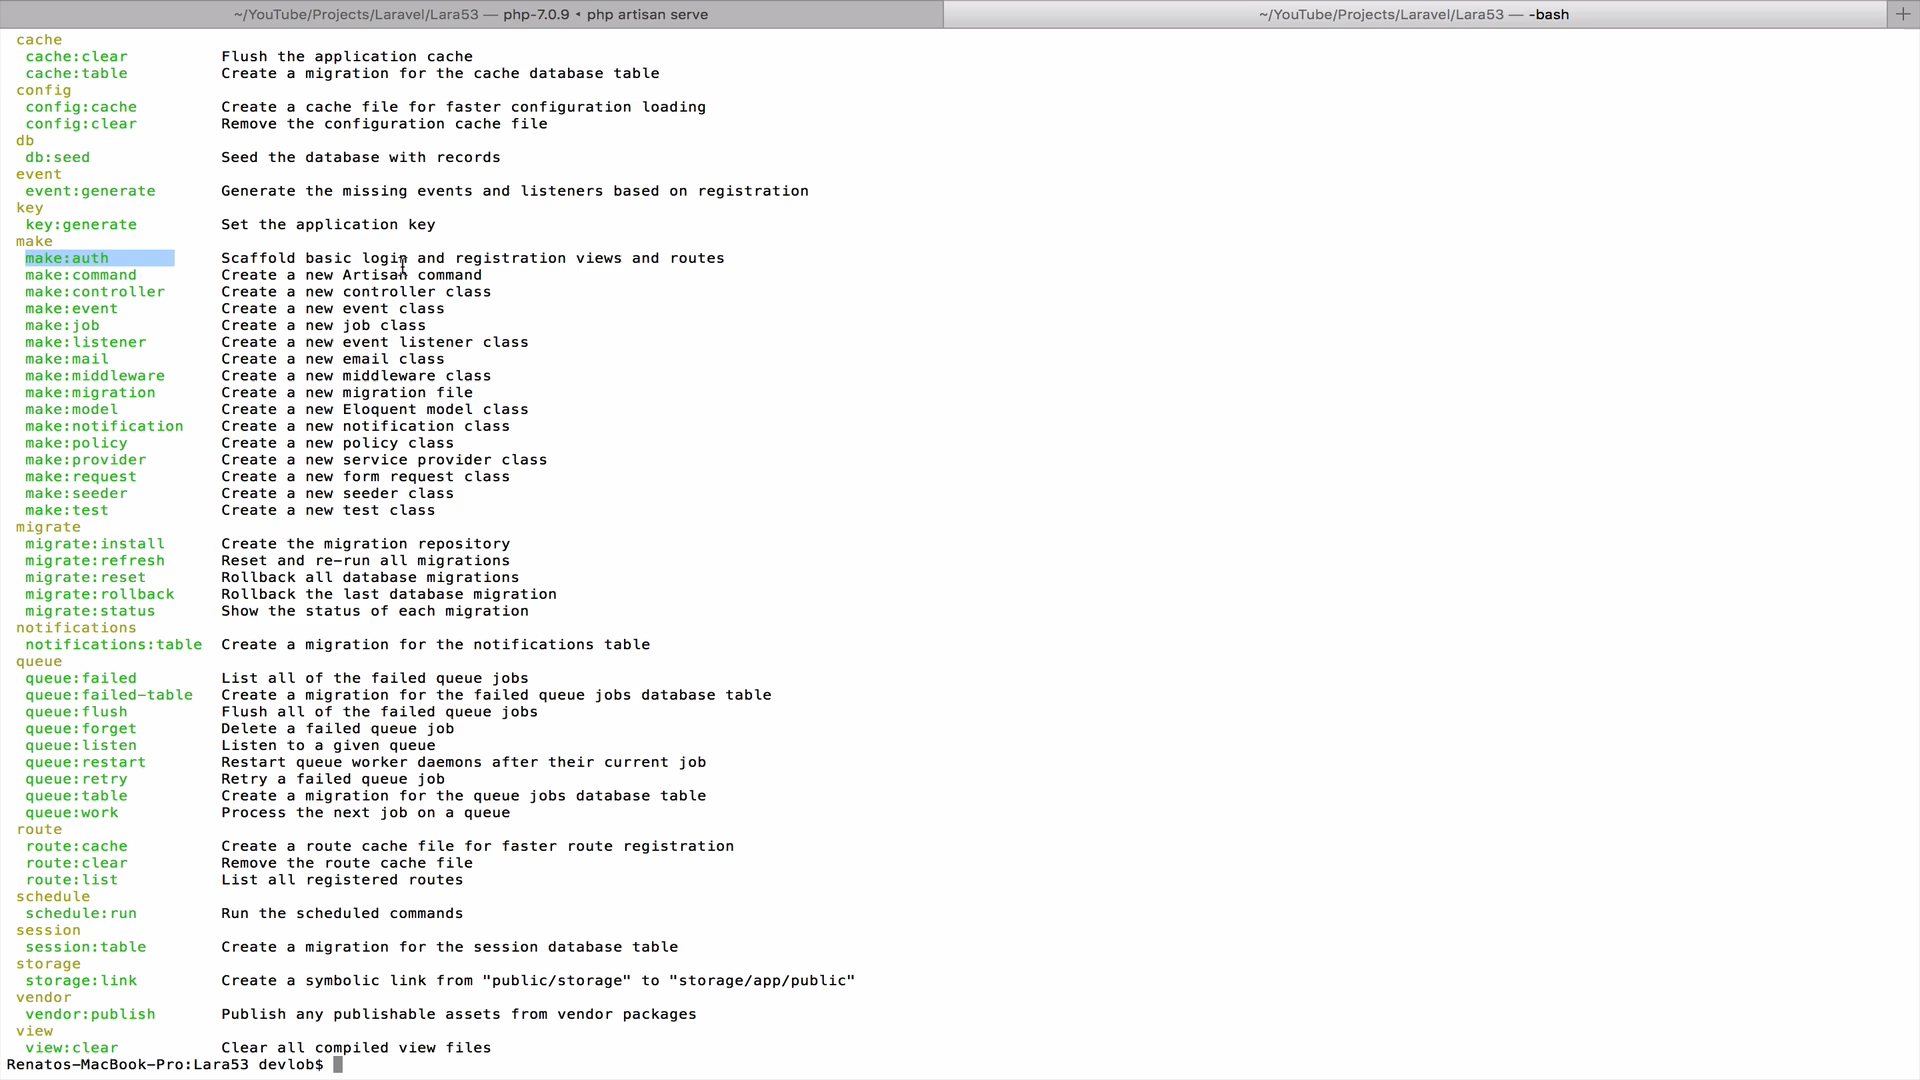 ~/YouTube/Projects/Laravel/Lara53 — php-7.0.9 ◂ php artisan serve
~/YouTube/Projects/Laravel/Lara53 — -bash
+
cache
cache:clear Flush the application cache
cache:table Create a migration for the cache database table
config
config:cache Create a cache file for faster configuration loading
config:clear Remove the configuration cache file
db
db:seed Seed the database with records
event
event:generate Generate the missing events and listeners based on registration
key
key:generate Set the application key
make
make:auth Scaffold basic login and registration views and routes
make:command Create a new Artisan command
make:controller Create a new controller class
make:event Create a new event class
make:job Create a new job class
make:listener Create a new event listener class
make:mail Create a new email class
make:middleware Create a new middleware class
make:migration Create a new migration file
make:model Create a new Eloquent model class
make:notification Create a new notification class
make:policy Create a new policy class
make:provider Create a new service provider class
make:request Create a new form request class
make:seeder Create a new seeder class
make:test Create a new test class
migrate
migrate:install Create the migration repository
migrate:refresh Reset and re-run all migrations
migrate:reset Rollback all database migrations
migrate:rollback Rollback the last database migration
migrate:status Show the status of each migration
notifications
notifications:table Create a migration for the notifications table
queue
queue:failed List all of the failed queue jobs
queue:failed-table Create a migration for the failed queue jobs database table
queue:flush Flush all of the failed queue jobs
queue:forget Delete a failed queue job
queue:listen Listen to a given queue
queue:restart Restart queue worker daemons after their current job
queue:retry Retry a failed queue job
queue:table Create a migration for the queue jobs database table
queue:work Process the next job on a queue
route
route:cache Create a route cache file for faster route registration
route:clear Remove the route cache file
route:list List all registered routes
schedule
schedule:run Run the scheduled commands
session
session:table Create a migration for the session database table
storage
storage:link Create a symbolic link from "public/storage" to "storage/app/public"
vendor
vendor:publish Publish any publishable assets from vendor packages
view
view:clear Clear all compiled view files
Renatos-MacBook-Pro:Lara53 devlob$